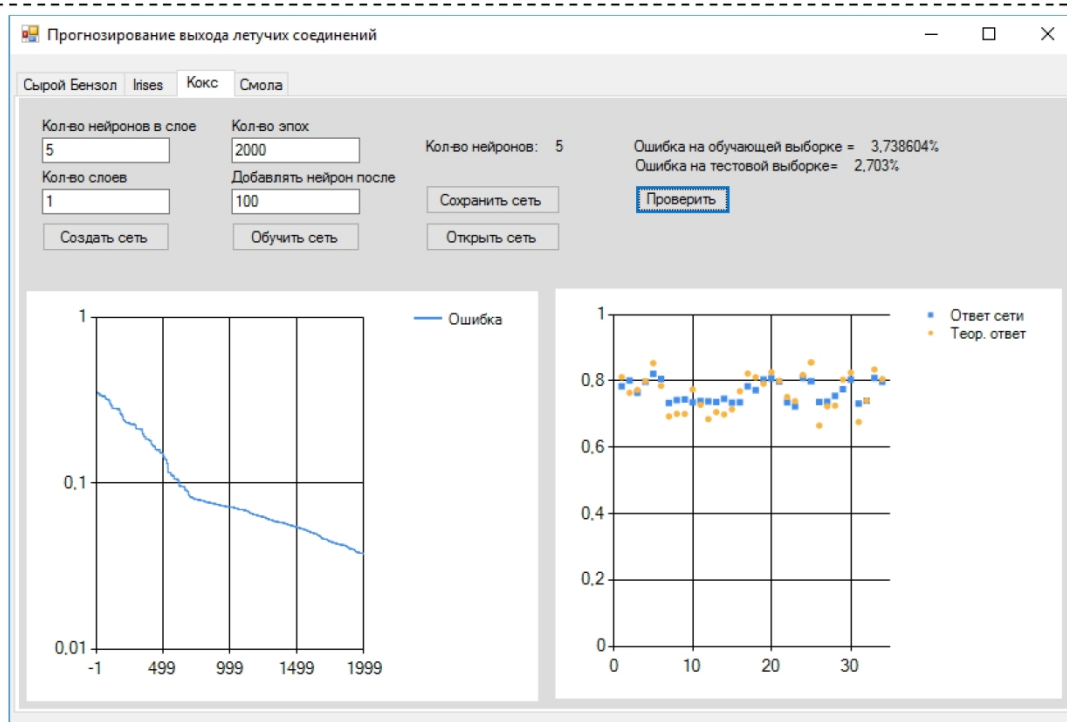 Прогнозирование выхода летучих соединений
Сырой Бензол Irises Кокс Смола
Кол-во нейронов в слое Кол-во эпох
5 2000 Кол-во нейронов: 5 Ошибка на обучающей выборке = 3,738604%
Ошибка на тестовой выборке= 2,703%
Кол-во слоев Добавлять нейрон после
1 100 Сохранить сеть Проверить
Создать сеть Обучить сеть Открыть сеть
1
0,1
0,01
-1 499 999 1499 1999
Ошибка
1
0,8
0,6
0,4
0,2
0
0 10 20 30
Ответ сети
Теор. ответ